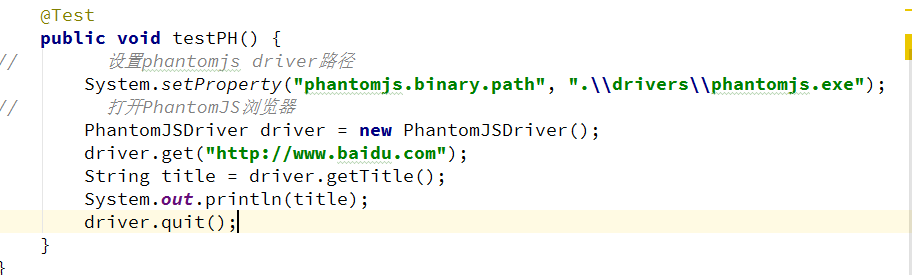 @Test
public void testPH() {
//        设置phantomjs driver路径
System.setProperty("phantomjs.binary.path", ".\\drivers\\phantomjs.exe");
//        打开PhantomJS浏览器
PhantomJSDriver driver = new PhantomJSDriver();
driver.get("http://www.baidu.com");
String title = driver.getTitle();
System.out.println(title);
driver.quit();
}
}